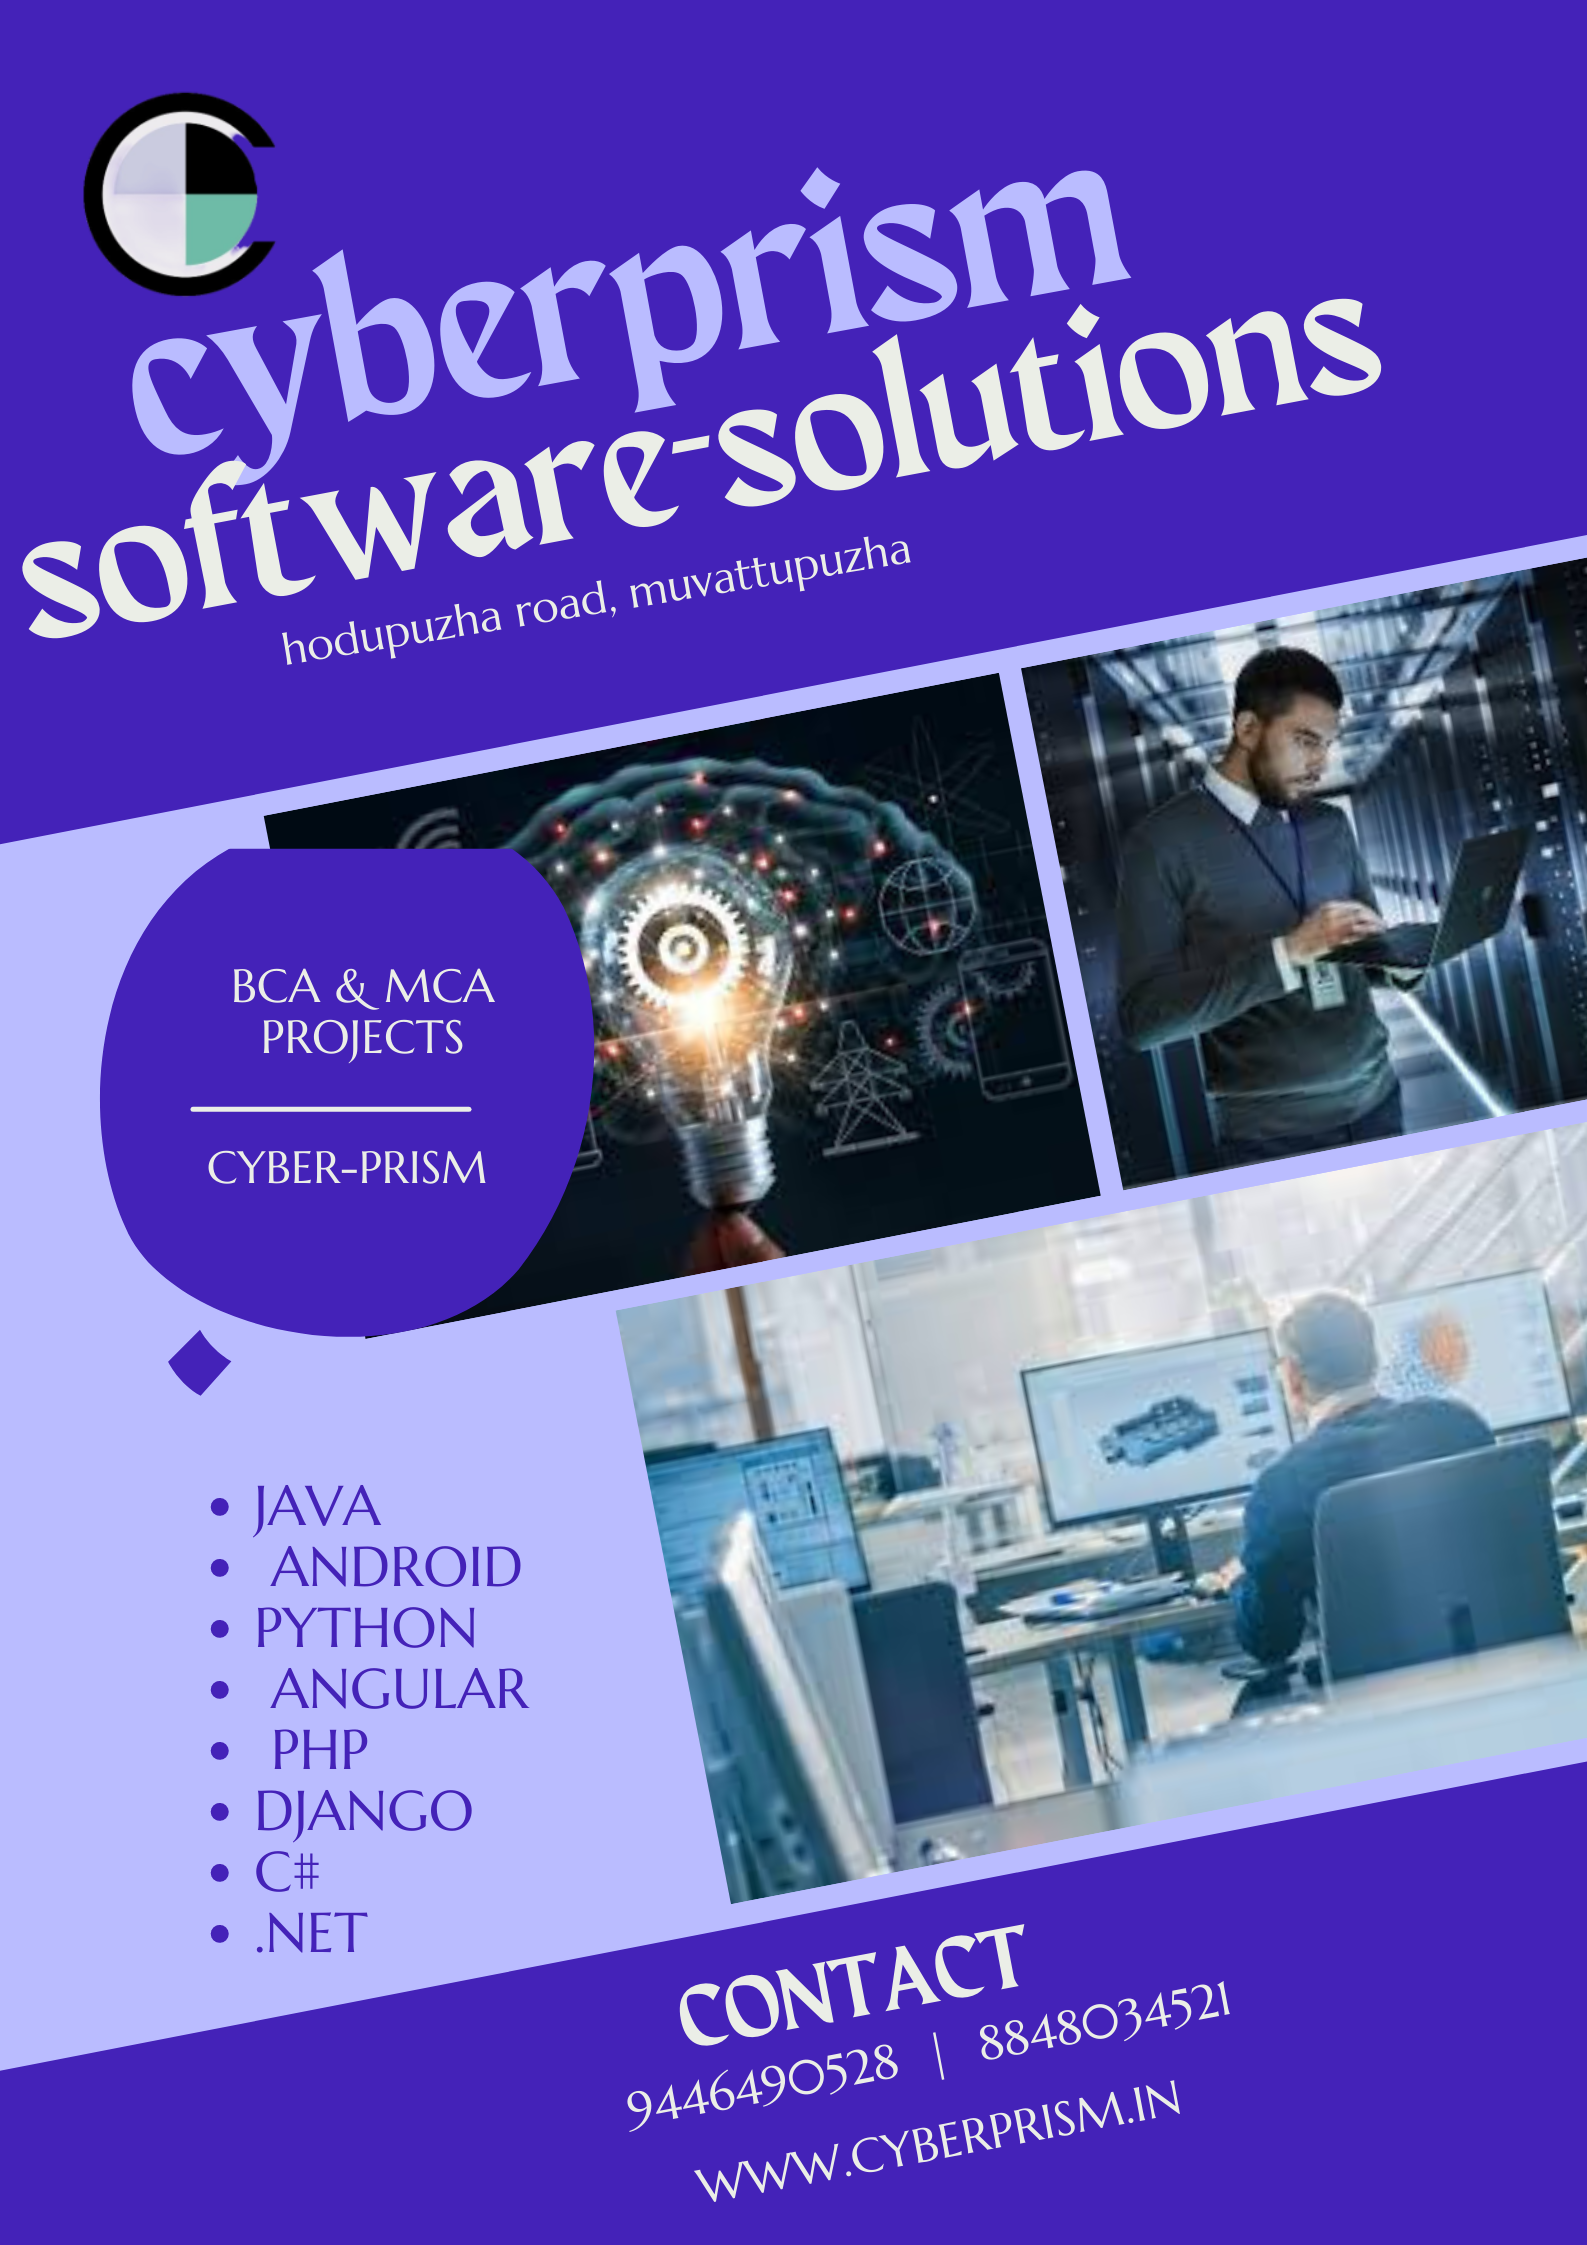 cyberprism
software-solutions
hodupuzha road, muvattupuzha
BCA & MCA
PROJECTS
CYBER-PRISM
• JAVA
• ANDROID
• PYTHON
• ANGULAR
• PHP
• DJANGO
• C#
• .NET
CONTACT
9446490528 | 8848034521
WWW.CYBERPRISM.IN